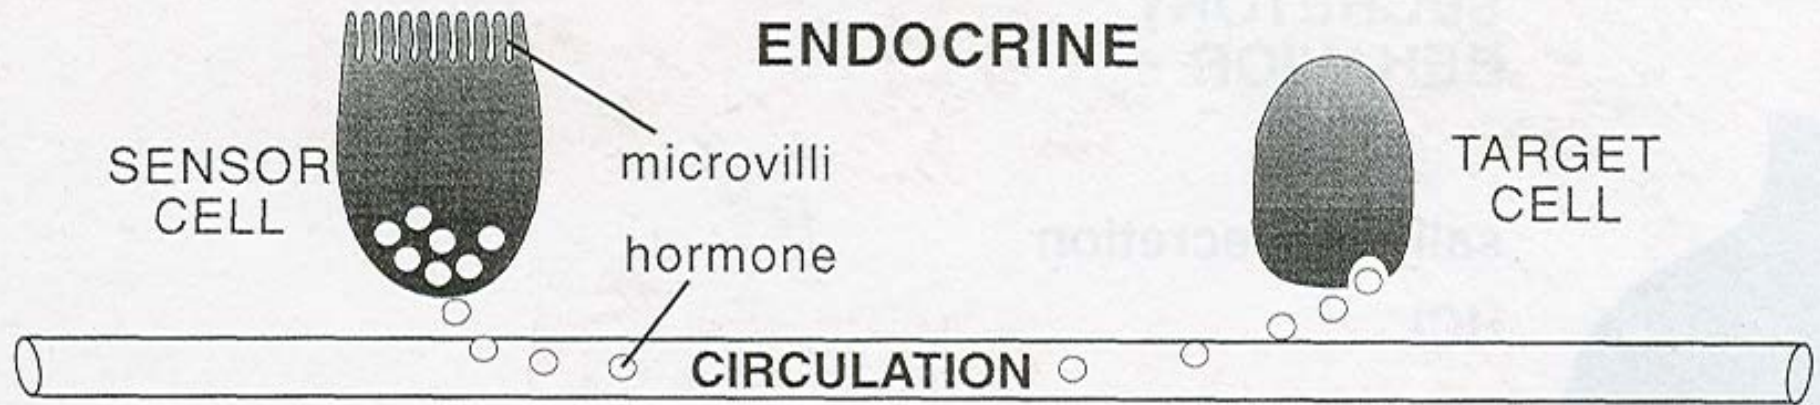 ENDOCRINE
SENSOR
CELL
microvilli
hormone
TARGET
CELL
CIRCULATION